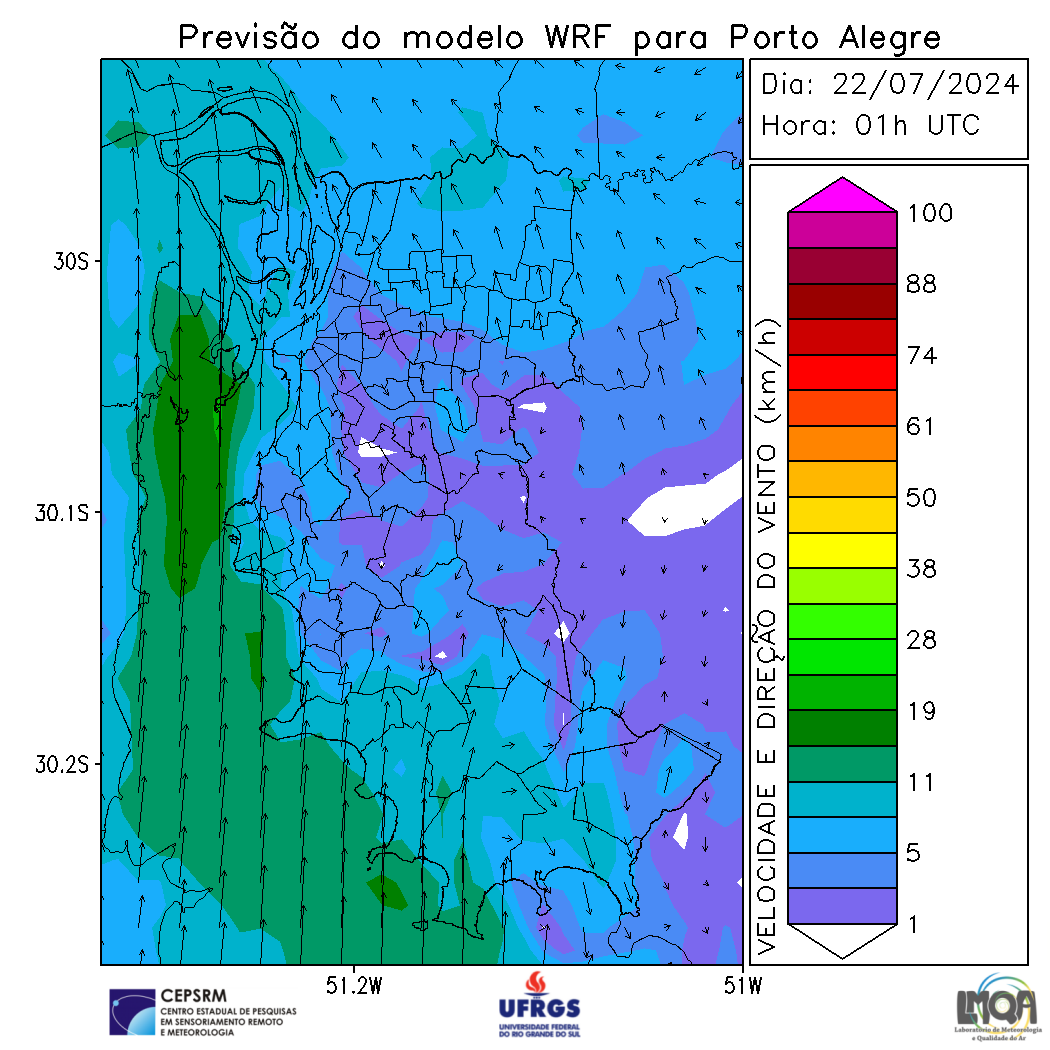 Previsão do modelo WRF para Porto Alegre
Dia: 22/07/2024
Hora: 01h UTC
30S
30.1S
30.2S
51.2W
51W
VELOCIDADE E DIREÇÃO DO VENTO (km/h)
100
88
74
61
50
38
28
19
11
5
1
CEPSRM
CENTRO ESTADUAL DE PESQUISAS
EM SENSORIAMENTO REMOTO
E METEOROLOGIA
UFRGS
UNIVERSIDADE FEDERAL
DO RIO GRANDE DO SUL
LMQA
Laboratório de Meteorologia
e Qualidade do Ar